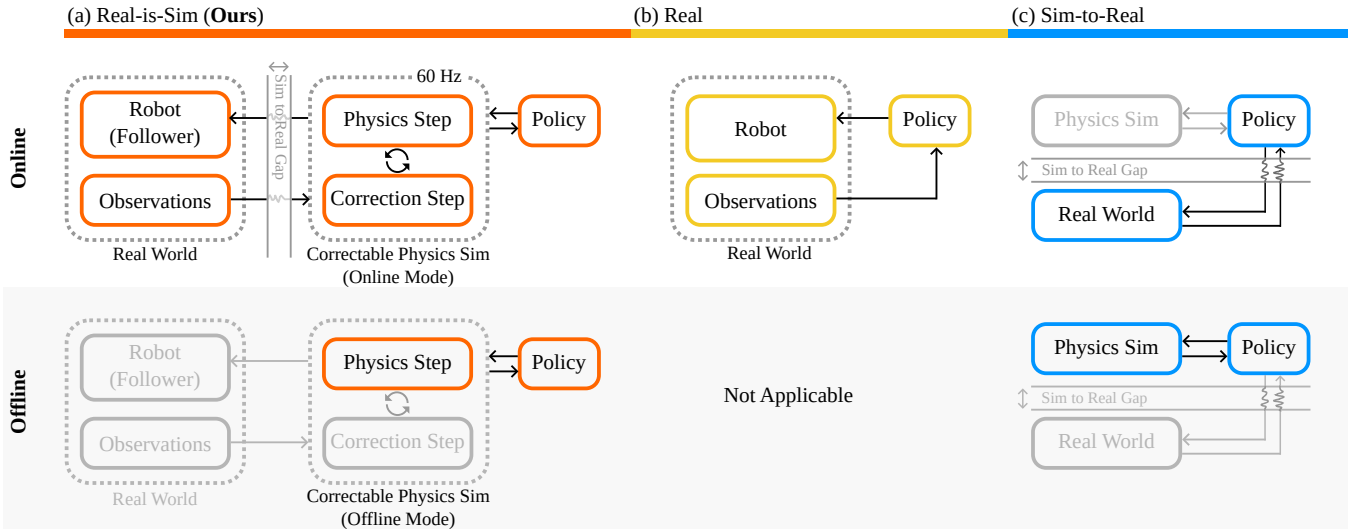 (a) Real-is-Sim (Ours)
(b) Real
(c) Sim-to-Real
Online
Robot
(Follower)
Observations
Real World
Sim to Real Gap
60 Hz
Physics Step
Correction Step
Correctable Physics Sim
(Online Mode)
Policy
Robot
Observations
Real World
Policy
Physics Sim
Policy
Sim to Real Gap
Real World
Offline
Robot
(Follower)
Observations
Real World
Physics Step
Correction Step
Correctable Physics Sim
(Offline Mode)
Policy
Not Applicable
Physics Sim
Policy
Sim to Real Gap
Real World